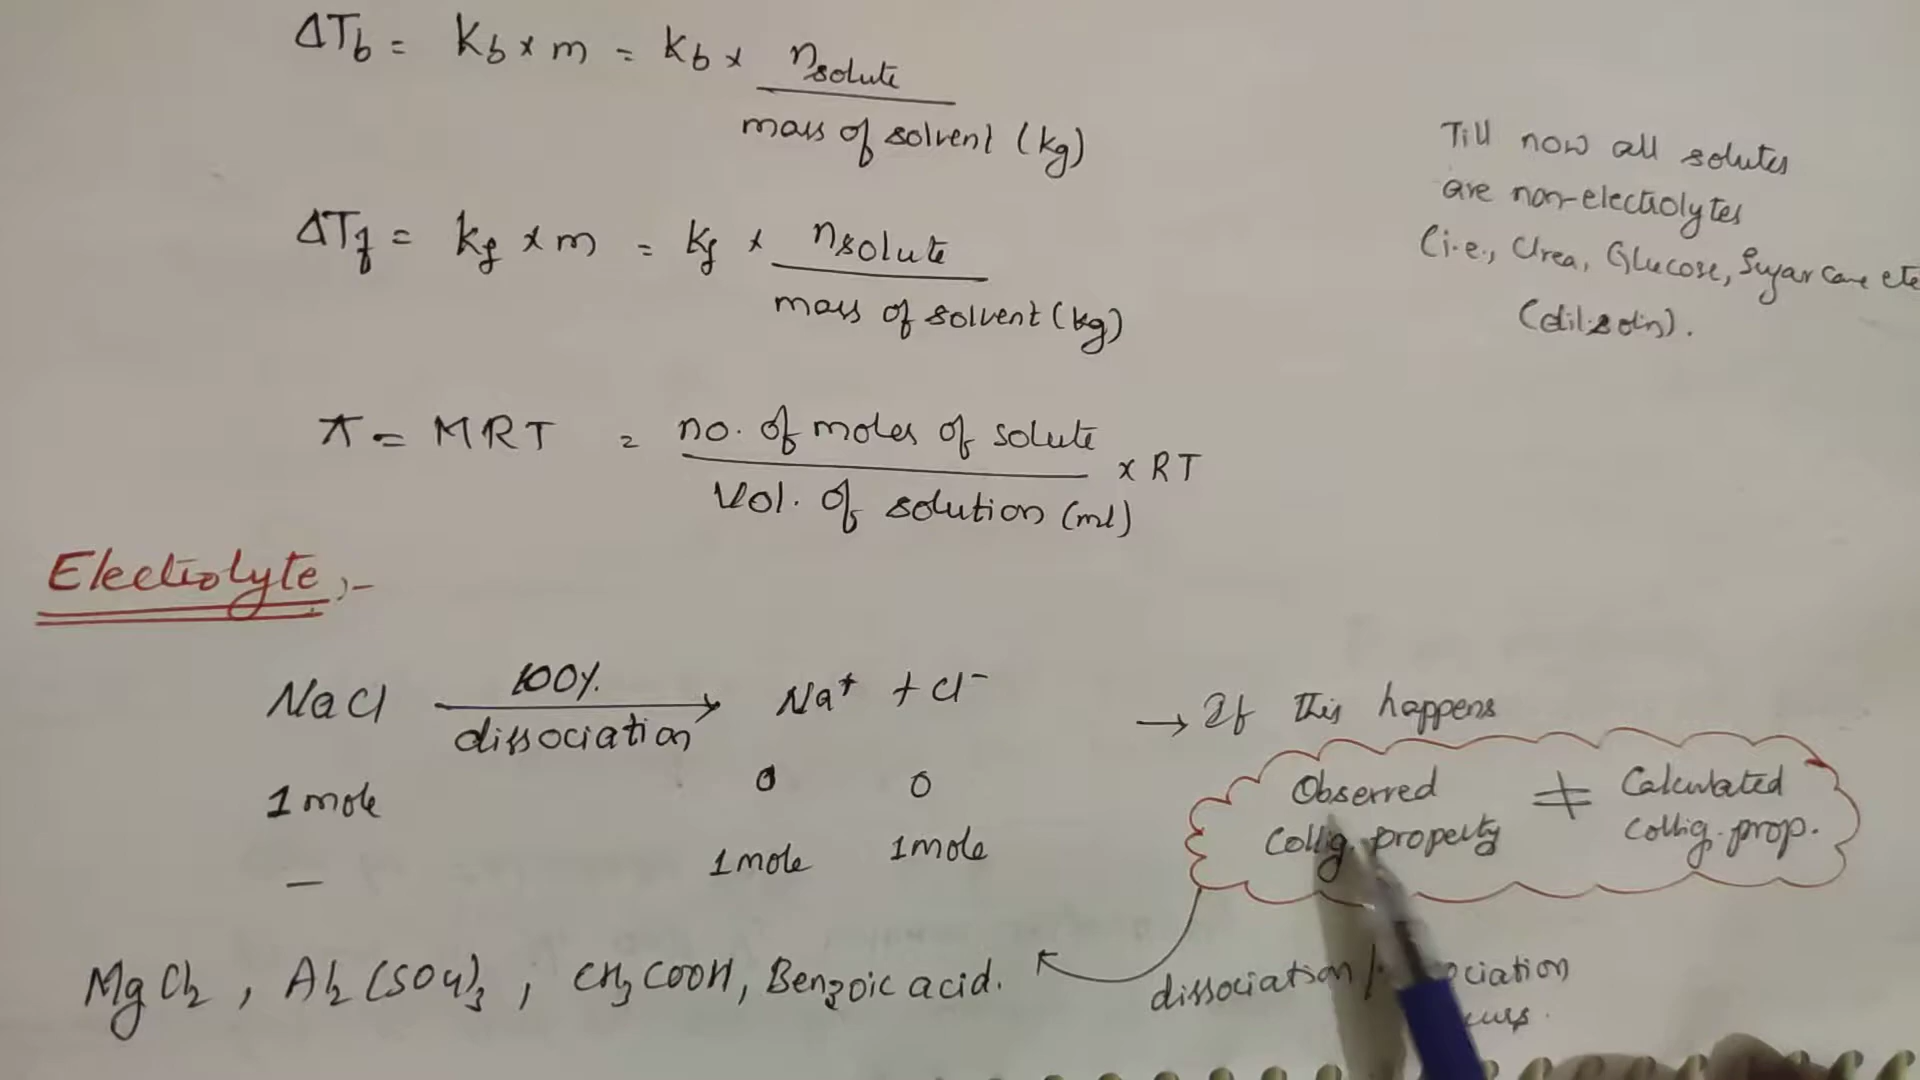 ΔTb = Kb × m = Kb × nsolute
mass of solvent (kg)
Till now all solutes
are non-electrolytes
(i.e., Urea, Glucose, Sugar cane etc
(dil. soln).
ΔTf = Kf × m = Kf × nsolute
mass of solvent (kg)
π = MRT = no. of moles of solute × RT
Vol. of solution (ml)
Electrolyte :-
NaCl 100% dissociation → Na⁺ + Cl⁻
1 mole 0 0
— 1 mole 1 mole
→ If this happens
Observed ≠ Calculated
Collig. property Collig. prop.
MgCl2, Al2(SO4)3, CH3COOH, Benzoic acid.
dissociation /